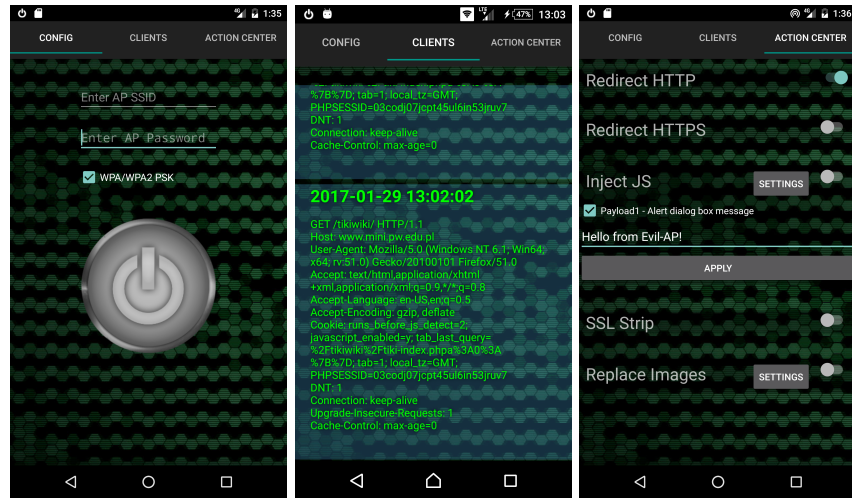 1:35
CONFIG
CLIENTS
ACTION CENTER
Enter AP SSID
Enter AP Password
WPA/WPA2 PSK
LTE
47%
13:03
CONFIG
CLIENTS
ACTION CENTER
%7B%7D; tab=1; local_tz=GMT;
PHPSESSID=03codj07jcpt45ul6in53jruv7
DNT: 1
Connection: keep-alive
Cache-Control: max-age=0
2017-01-29 13:02:02
GET /tikiwiki/ HTTP/1.1
Host: www.mini.pw.edu.pl
User-Agent: Mozilla/5.0 (Windows NT 6.1; Win64;
x64; rv:51.0) Gecko/20100101 Firefox/51.0
Accept: text/html,application/xhtml
+xml,application/xml;q=0.9,*/*;q=0.8
Accept-Language: en-US,en;q=0.5
Accept-Encoding: gzip, deflate
Cookie: runs_before_js_detect=2;
javascript_enabled=y; tab_last_query=
%2Ftikiwiki%2Ftiki-index.phpa%3A0%3A
%7B%7D; tab=1; local_tz=GMT;
PHPSESSID=03codj07jcpt45ul6in53jruv7
DNT: 1
Connection: keep-alive
Upgrade-Insecure-Requests: 1
Cache-Control: max-age=0
1:36
CONFIG
CLIENTS
ACTION CENTER
Redirect HTTP
Redirect HTTPS
Inject JS
SETTINGS
Payload1 - Alert dialog box message
Hello from Evil-AP!
APPLY
SSL Strip
Replace Images
SETTINGS